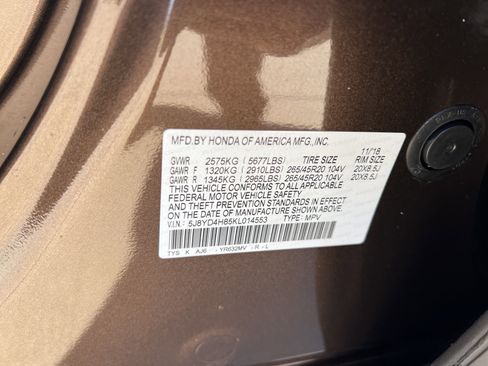 MFD.BY HONDA OF AMERICA MFG.,INC.
11/18
GVWR 2575KG (5677LBS) TIRE SIZE RIM SIZE
GAWR F 1320KG (2910LBS) 265/45R20 104V 20X8.5J
GAWR R 1345KG (2965LBS) 265/45R20 104V 20X8.5J
THIS VEHICLE CONFORMS TO ALL APPLICABLE
FEDERAL MOTOR VEHICLE SAFETY
AND THEFT PREVENTION STANDARDS IN EFFECT ON
THE DATE OF MANUFACTURE SHOWN ABOVE.
V.I.N.: 5J8YD4H85KL014553 TYPE: MPV
TYS K AJ6 - YR632MV - R - L